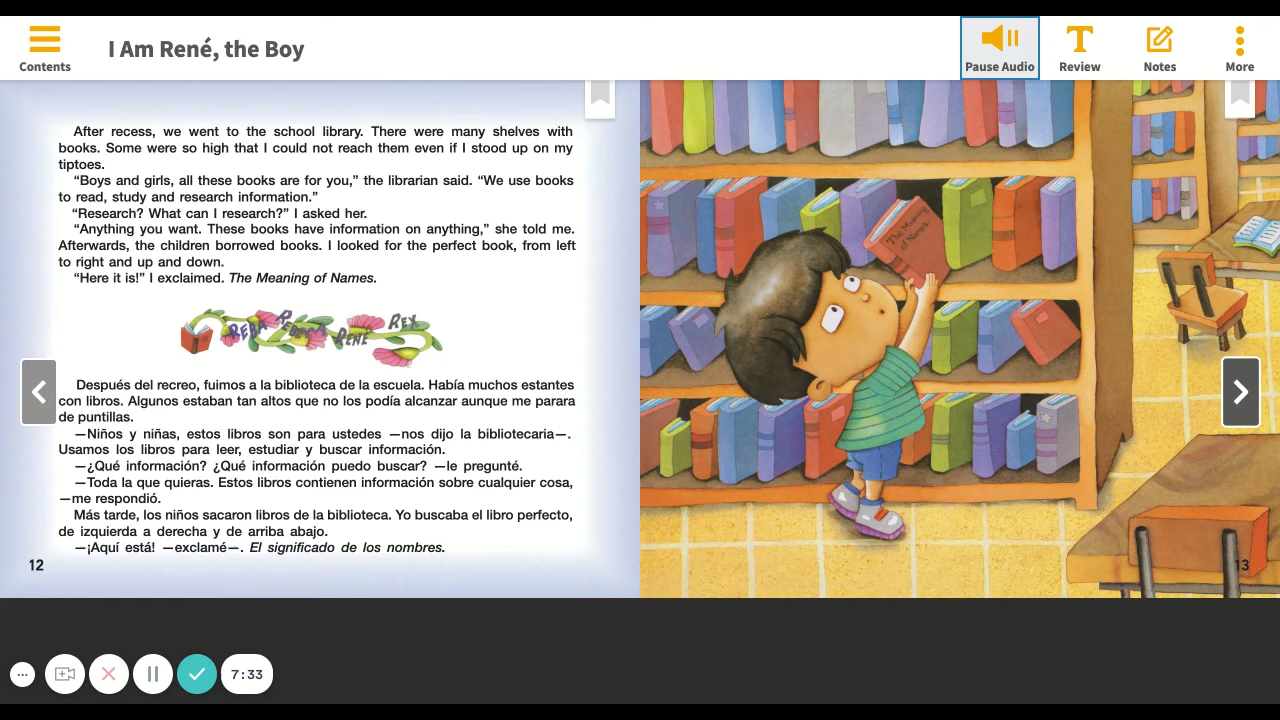 I Am René, the Boy
Contents
Pause Audio
Review
Notes
More
After recess, we went to the school library. There were many shelves with
books. Some were so high that I could not reach them even if I stood up on my
tiptoes.
“Boys and girls, all these books are for you,” the librarian said. “We use books
to read, study and research information.”
“Research? What can I research?” I asked her.
“Anything you want. These books have information on anything,” she told me.
Afterwards, the children borrowed books. I looked for the perfect book, from left
to right and up and down.
“Here it is!” I exclaimed. The Meaning of Names.
REBA REBECCA RENE REX
Después del recreo, fuimos a la biblioteca de la escuela. Había muchos estantes
con libros. Algunos estaban tan altos que no los podía alcanzar aunque me parara
de puntillas.
—Niños y niñas, estos libros son para ustedes —nos dijo la bibliotecaria—.
Usamos los libros para leer, estudiar y buscar información.
—¿Qué información? ¿Qué información puedo buscar? —le pregunté.
—Toda la que quieras. Estos libros contienen información sobre cualquier cosa,
—me respondió.
Más tarde, los niños sacaron libros de la biblioteca. Yo buscaba el libro perfecto,
de izquierda a derecha y de arriba abajo.
—¡Aquí está! —exclamé—. El significado de los nombres.
12
The Meaning
of Names
13
7:33